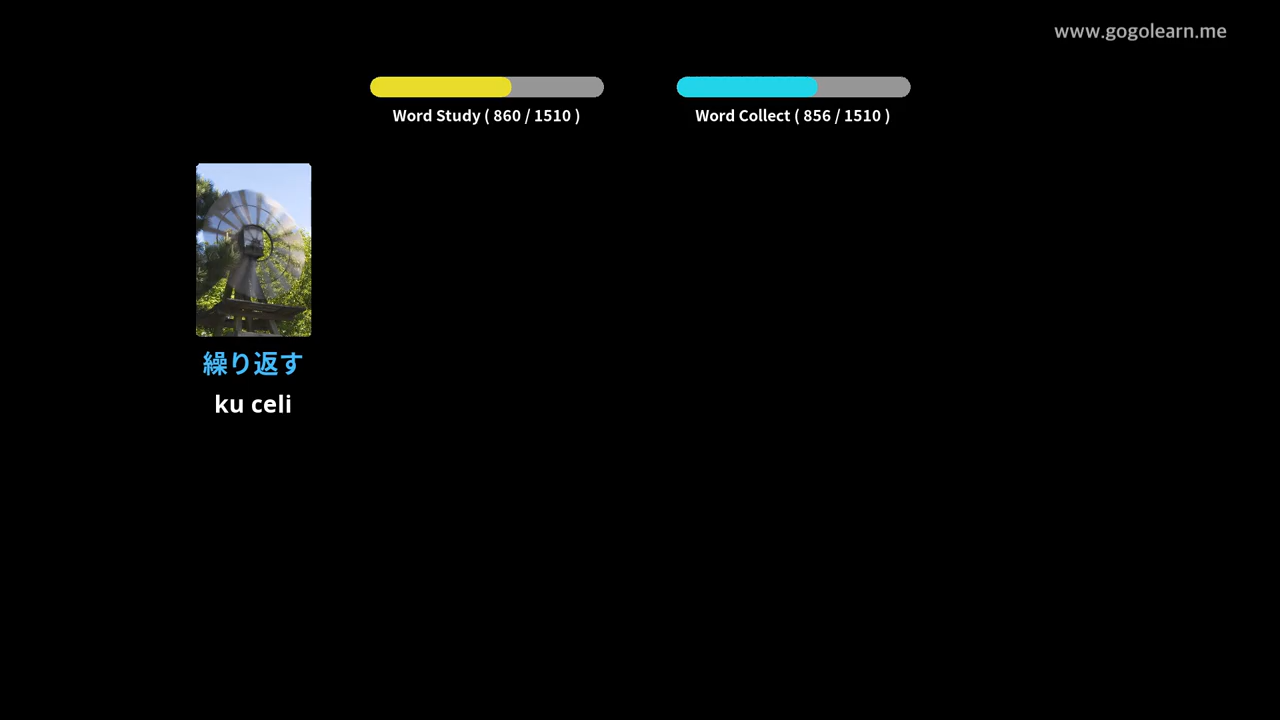 www.gogolearn.me
Word Study ( 860 / 1510 )
Word Collect ( 856 / 1510 )
繰り返す
ku celi